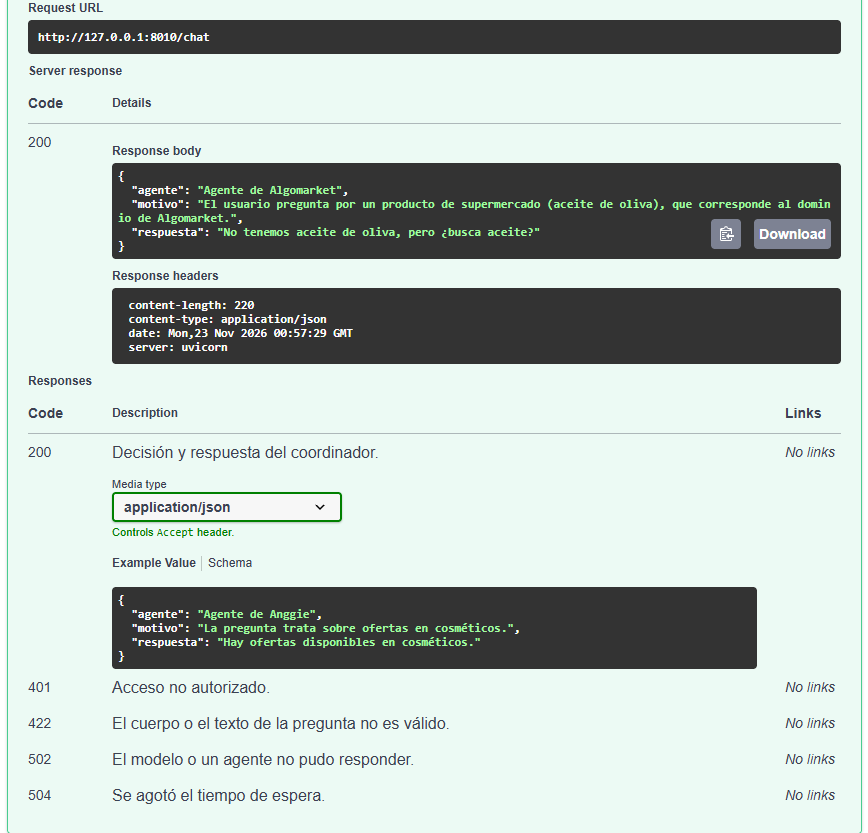 Request URL
http://127.0.0.1:8010/chat
Server response
Code Details
200
Response body
{
"agente": "Agente de Algomarket",
"motivo": "El usuario pregunta por un producto de supermercado (aceite de oliva), que corresponde al domin
io de Algomarket.",
"respuesta": "No tenemos aceite de oliva, pero ¿busca aceite?"
}
Download
Response headers
content-length: 220
content-type: application/json
date: Mon,23 Nov 2026 00:57:29 GMT
server: uvicorn
Responses
Code Description Links
200 Decisión y respuesta del coordinador. No links
Media type
application/json
Controls Accept header.
Example Value Schema
{
"agente": "Agente de Anggie",
"motivo": "La pregunta trata sobre ofertas en cosméticos.",
"respuesta": "Hay ofertas disponibles en cosméticos."
}
401 Acceso no autorizado. No links
422 El cuerpo o el texto de la pregunta no es válido. No links
502 El modelo o un agente no pudo responder. No links
504 Se agotó el tiempo de espera. No links